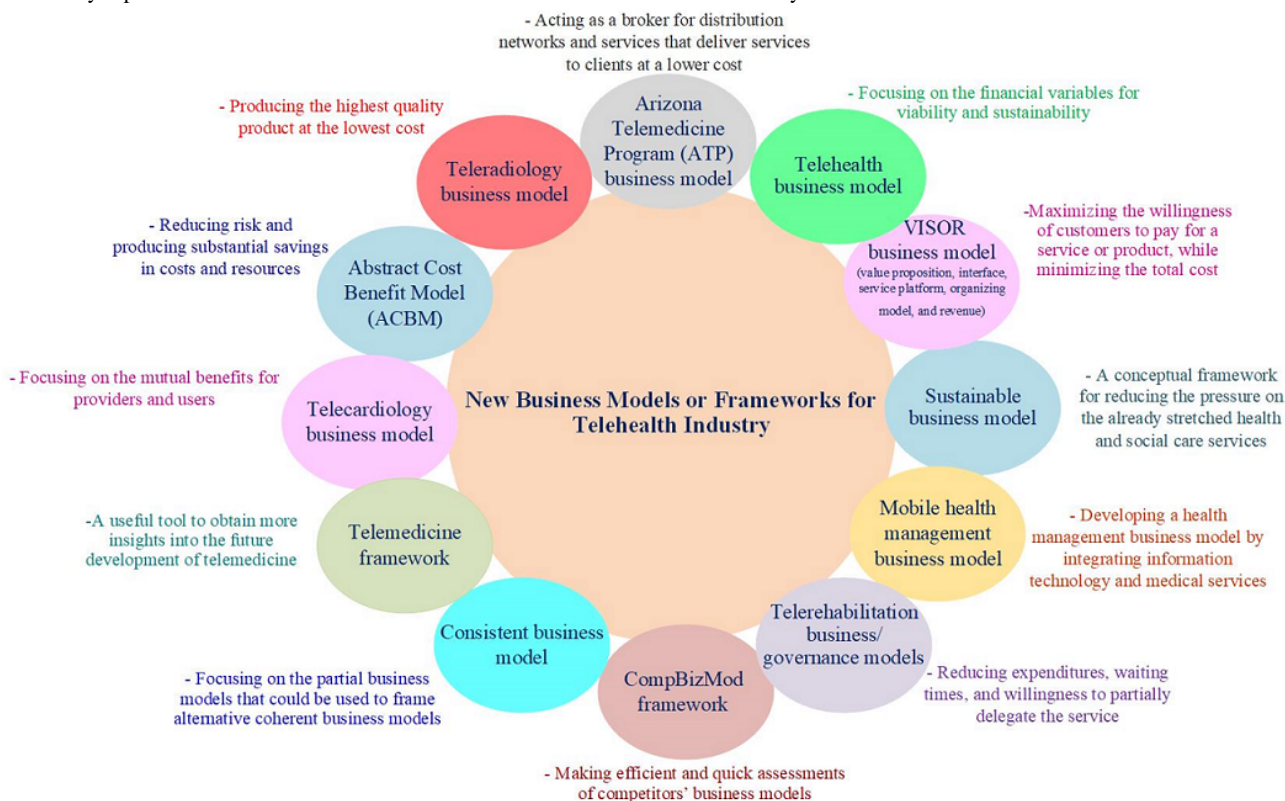 - Acting as a broker for distribution
networks and services that deliver services
to clients at a lower cost
Arizona
Telemedicine
Program (ATP)
business model
- Focusing on the financial variables for
viability and sustainability
Telehealth
business model
-Maximizing the willingness
of customers to pay for a
service or product, while
minimizing the total cost
VISOR
business model
(value proposition, interface,
service platform, organizing
model, and revenue)
- A conceptual framework
for reducing the pressure on
the already stretched health
and social care services
Sustainable
business model
- Developing a health
management business model by
integrating information
technology and medical services
Mobile health
management
business model
- Reducing expenditures, waiting
times, and willingness to partially
delegate the service
Telerehabilitation
business/
governance models
CompBizMod
framework
- Making efficient and quick assessments
of competitors' business models
Consistent business
model
- Focusing on the partial business
models that could be used to frame
alternative coherent business models
Telemedicine
framework
-A useful tool to obtain more
insights into the future
development of telemedicine
Telecardiology
business model
- Focusing on the mutual benefits for
providers and users
Abstract Cost
Benefit Model
(ACBM)
- Reducing risk and
producing substantial savings
in costs and resources
Teleradiology
business model
- Producing the highest quality
product at the lowest cost
New Business Models or Frameworks for
Telehealth Industry